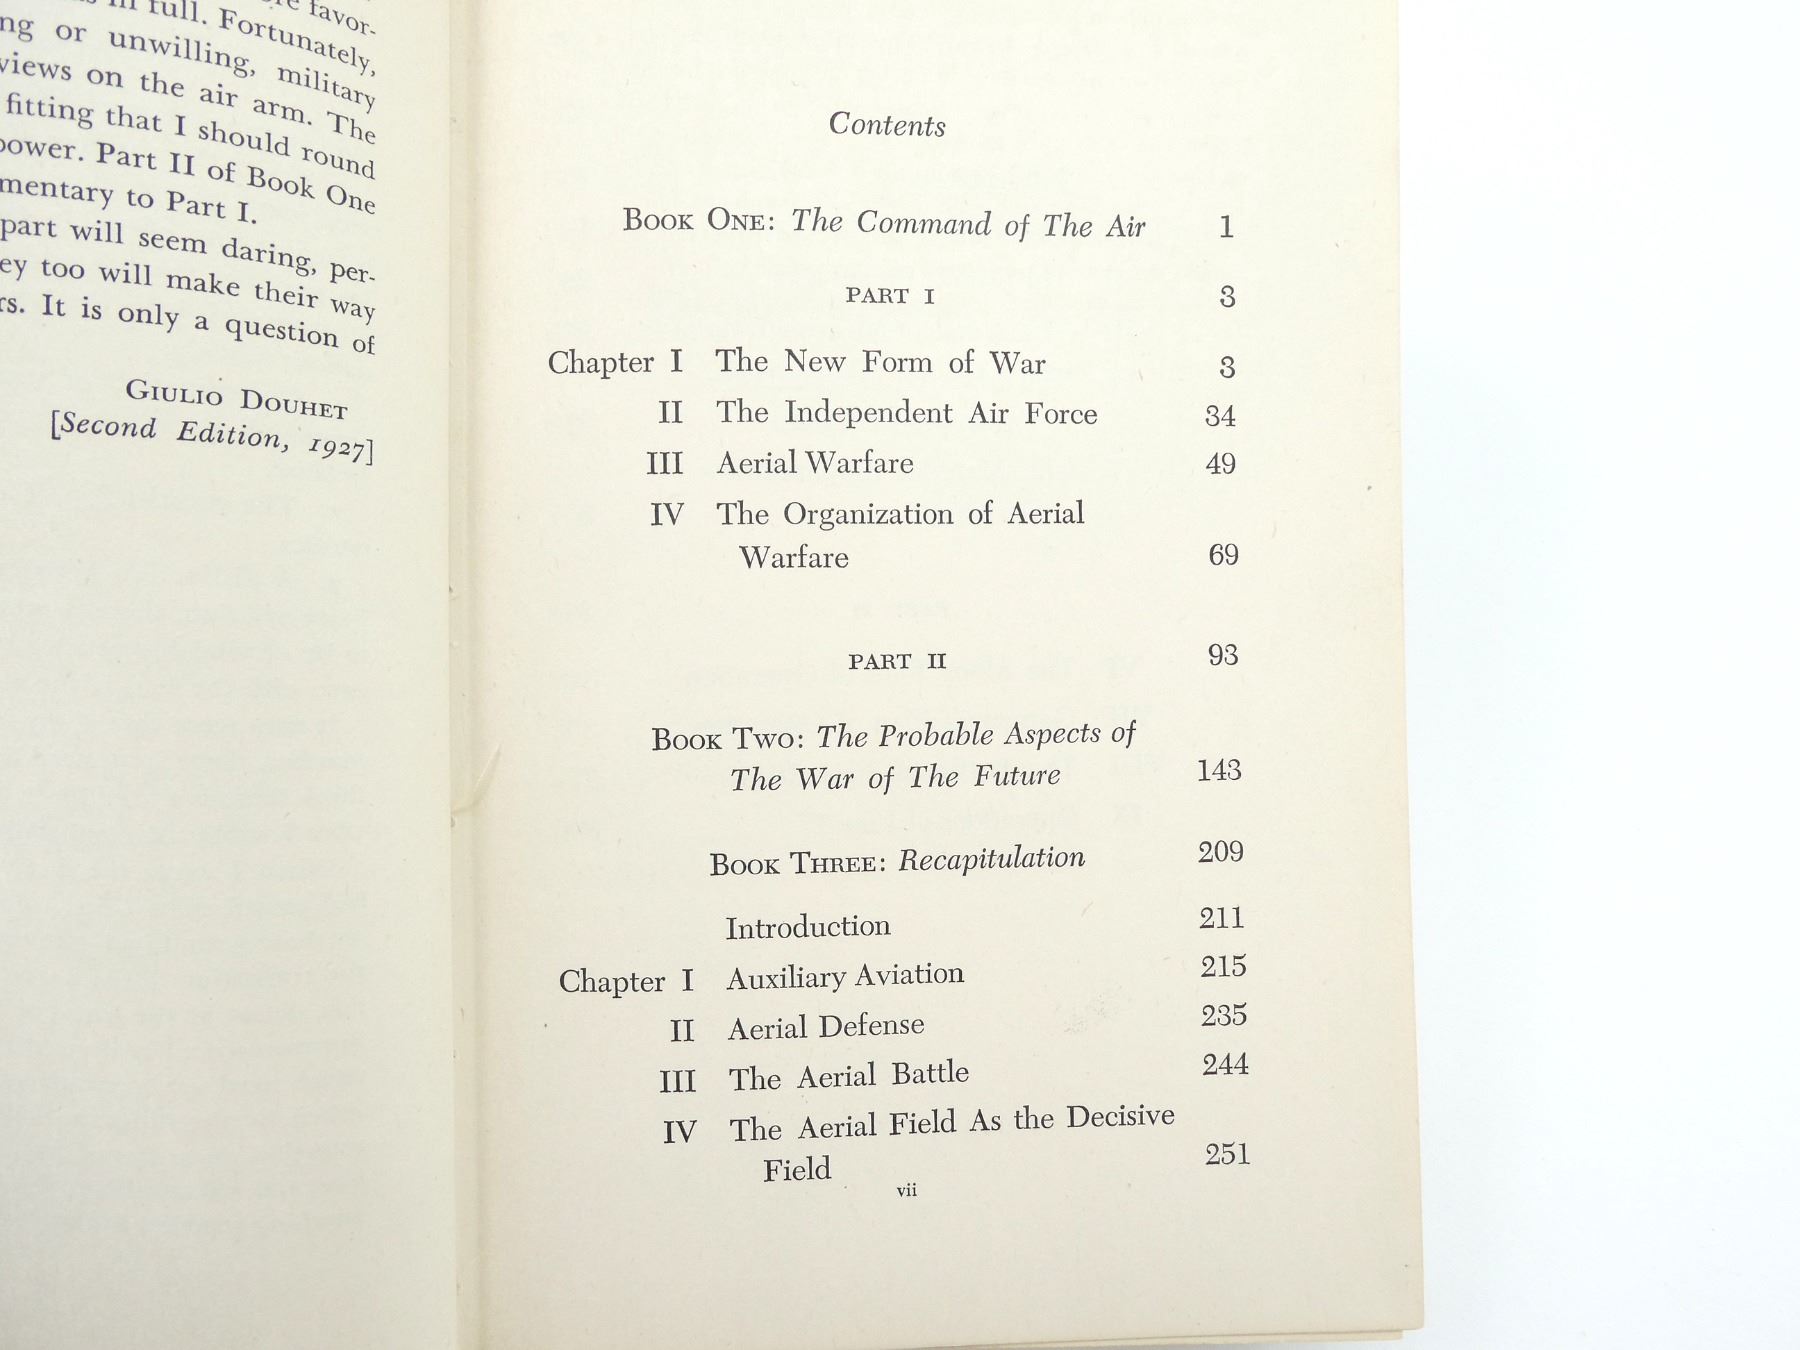 in full. Fortunately,
favor-
ng or unwilling, military
views on the air arm. The
fitting that I should round
power. Part II of Book One
mentary to Part I.
part will seem daring, per-
ey too will make their way
rs. It is only a question of
GIULIO DOUHET
[Second Edition, 1927]
Contents
BOOK ONE: The Command of The Air 1
PART I 3
Chapter I The New Form of War 3
II The Independent Air Force 34
III Aerial Warfare 49
IV The Organization of Aerial
Warfare 69
PART II 93
BOOK TWO: The Probable Aspects of
The War of The Future 143
BOOK THREE: Recapitulation 209
Introduction 211
Chapter I Auxiliary Aviation 215
II Aerial Defense 235
III The Aerial Battle 244
IV The Aerial Field As the Decisive
Field 251
vii